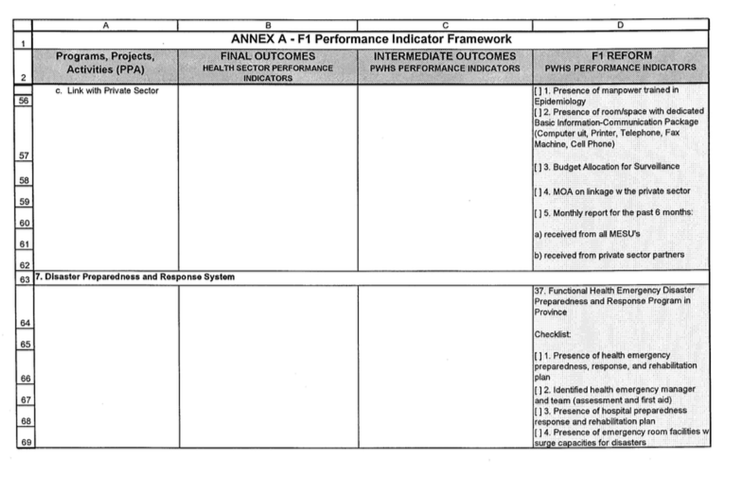 A B C D
1 ANNEX A - F1 Performance Indicator Framework
Programs, Projects, FINAL OUTCOMES INTERMEDIATE OUTCOMES F1 REFORM
Activities (PPA) HEALTH SECTOR PERFORMANCE PWHS PERFORMANCE INDICATORS PWHS PERFORMANCE INDICATORS
2 INDICATORS
56 c. Link with Private Sector [ ] 1. Presence of manpower trained in
Epidemiology
[ ] 2. Presence of room/space with dedicated
Basic Information-Communication Package
(Computer uit, Printer, Telephone, Fax
Machine, Cell Phone)
57
[ ] 3. Budget Allocation for Surveillance
58
[ ] 4. MOA on linkage w the private sector
59
[ ] 5. Monthly report for the past 6 months:
60
a) received from all MESU's
61
b) received from private sector partners
62
63 7. Disaster Preparedness and Response System
37. Functional Health Emergency Disaster
Preparedness and Response Program in
Province
64
Checklist:
65
[ ] 1. Presence of health emergency
preparedness, response, and rehabilitation
66 plan
[ ] 2. Identified health emergency manager
67 and team (assessment and first aid)
[ ] 3. Presence of hospital preparedness
68 response and rehabilitation plan
[ ] 4. Presence of emergency room facilities w
69 surge capacities for disasters